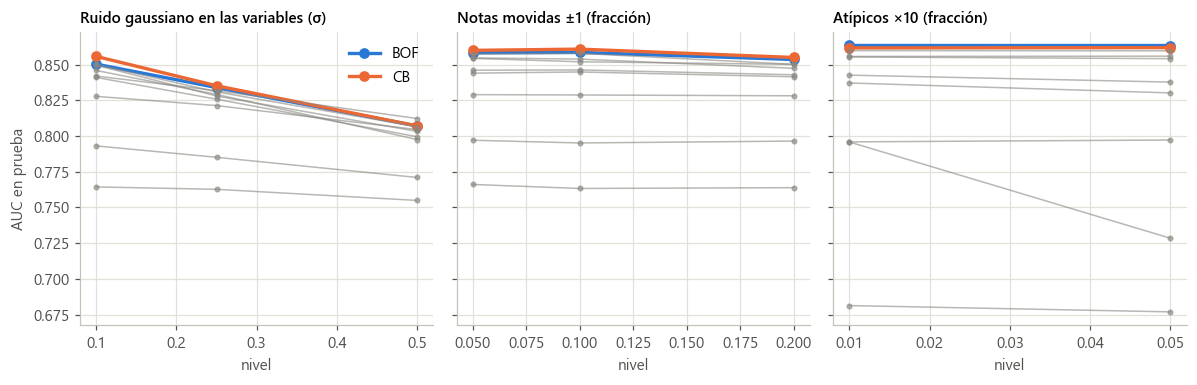 Ruido gaussiano en las variables (σ)
Notas movidas ±1 (fracción)
Atípicos ×10 (fracción)
BOF
CB
AUC en prueba
0.850
0.825
0.800
0.775
0.750
0.725
0.700
0.675
0.1 0.2 0.3 0.4 0.5
0.050 0.075 0.100 0.125 0.150 0.175 0.200
0.01 0.02 0.03 0.04 0.05
nivel
nivel
nivel